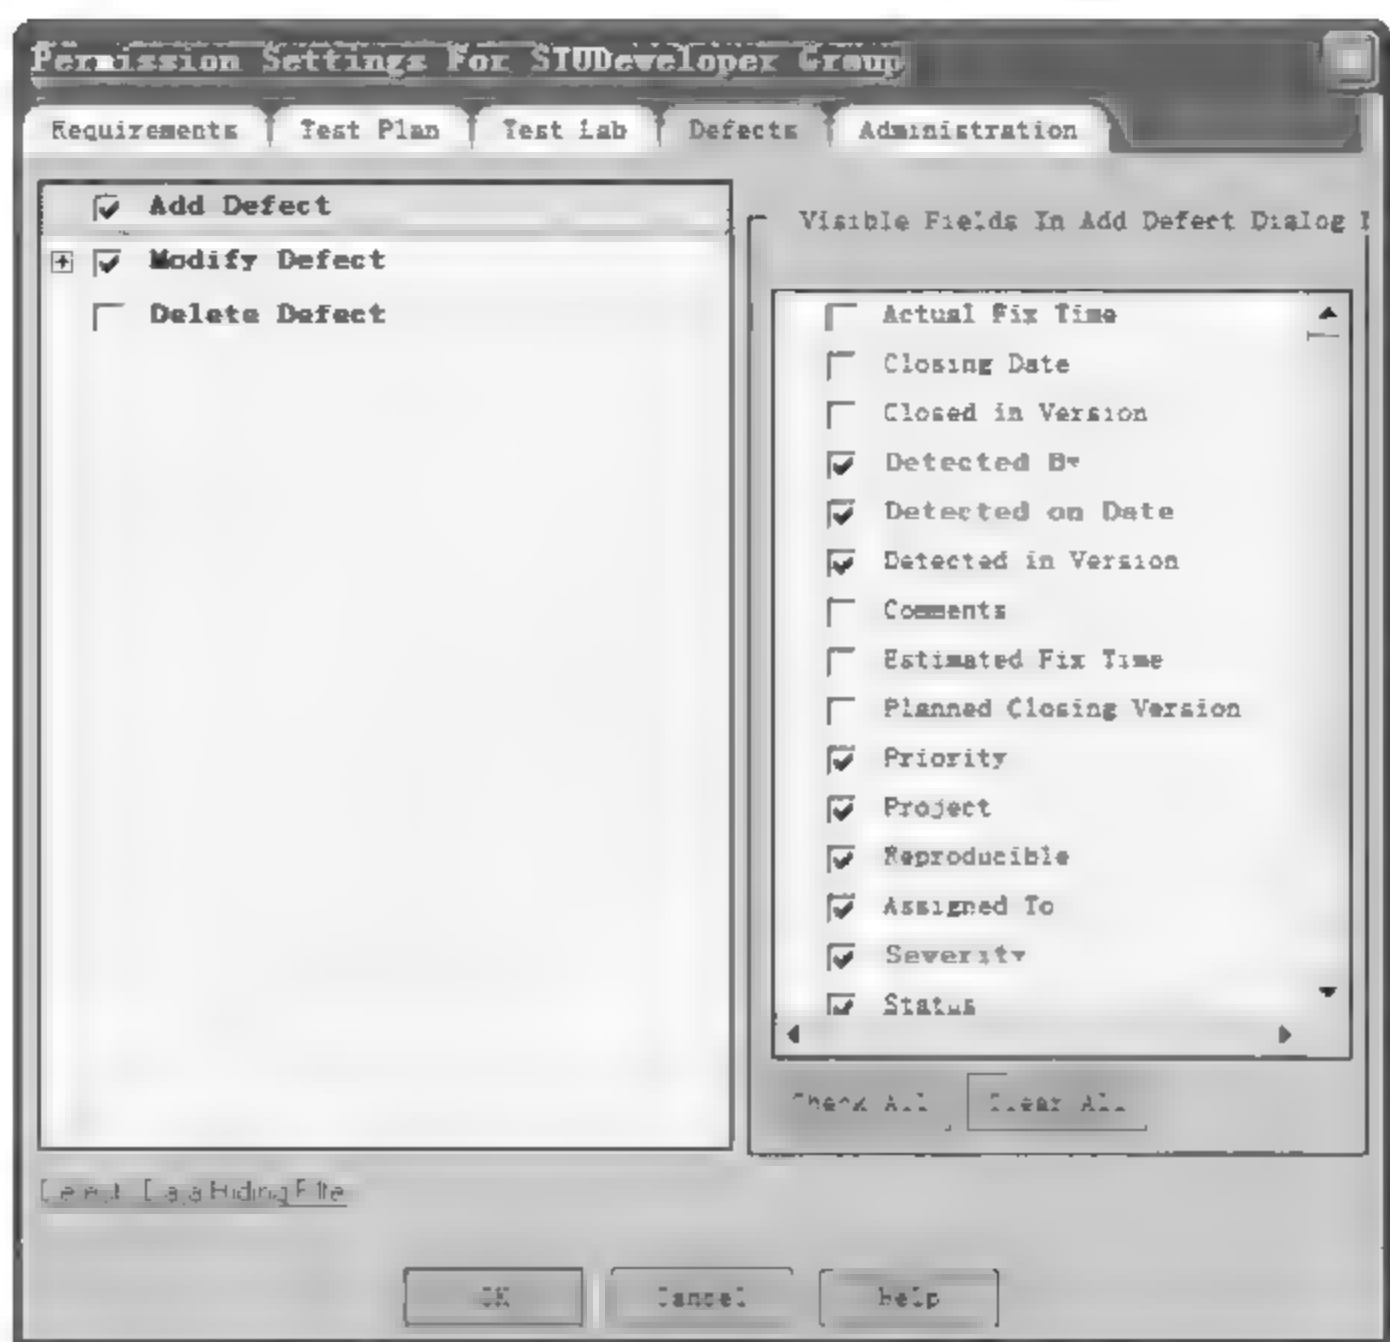 Permission Settings For STUDeveloper Group
Requirements Test Plan Test Lab Defects Administration
Add Defect
Modify Defect
Delete Defect
Visible Fields In Add Defect Dialog
Actual Fix Time
Closing Date
Closed in Version
Detected By
Detected on Date
Detected in Version
Comments
Estimated Fix Time
Planned Closing Version
Priority
Project
Reproducible
Assigned To
Severity
Status
Check All Clear All
Data Hiding Filte
OK Cancel Help